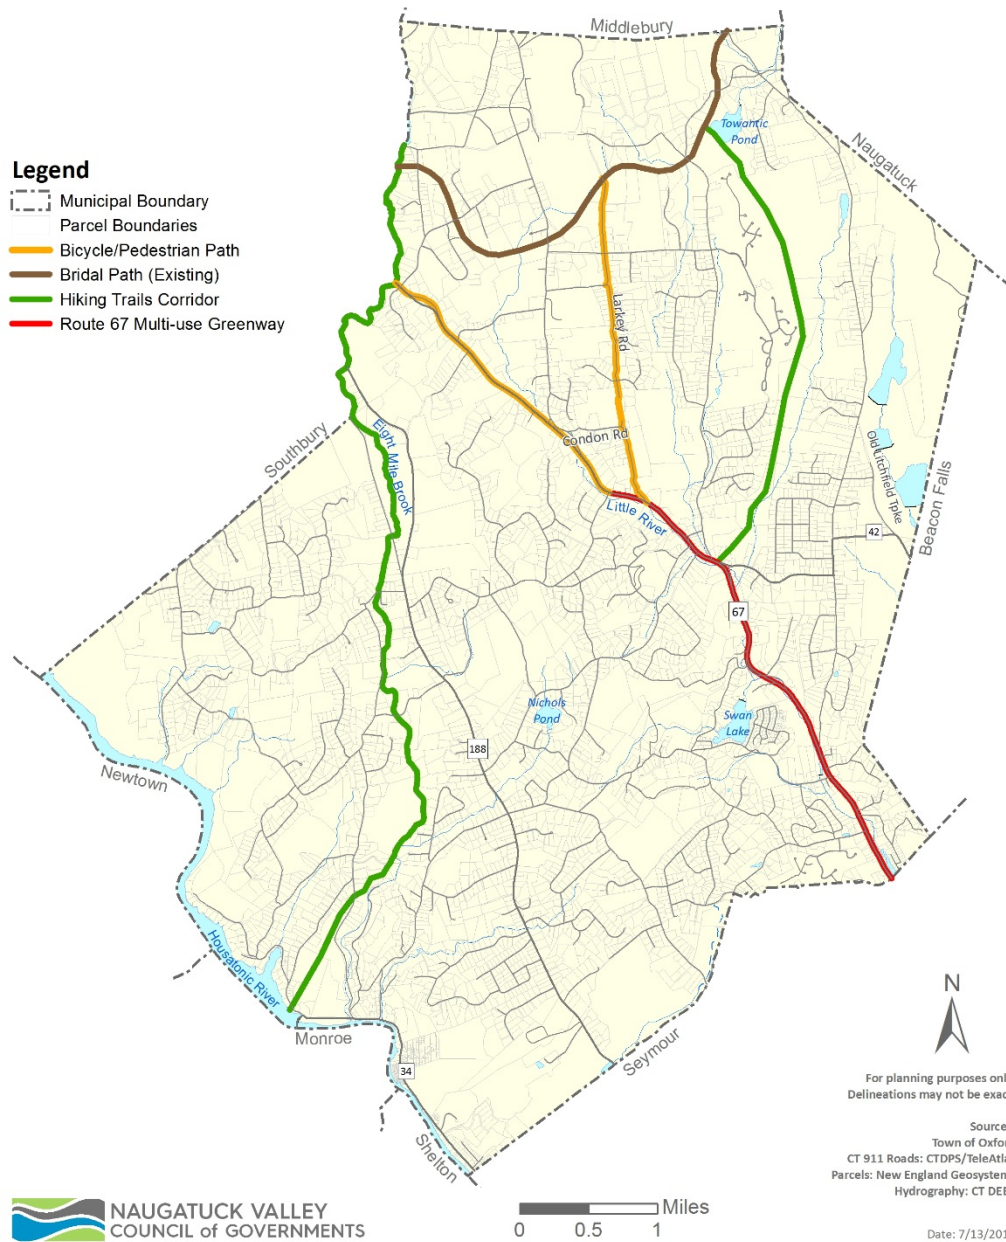 Middlebury
Towantic
Pond
Naugatuck
Legend
Municipal Boundary
Parcel Boundaries
Bicycle/Pedestrian Path
Bridal Path (Existing)
Hiking Trails Corridor
Route 67 Multi-use Greenway
Larkey Rd
Condon Rd
Southbury
Eight Mile Brook
Little River
Old Litchfield Tpke
Beacon Falls
42
67
Nichols
Pond
Swan
Lake
188
Newtown
Housatonic River
Monroe
34
Seymour
Shelton
N
For planning purposes onl
Delineations may not be exac
Source
Town of Oxfor
CT 911 Roads: CTDPS/TeleAtla
Parcels: New England Geosystem
Hydrography: CT DEE
Date: 7/13/201
NAUGATUCK VALLEY
COUNCIL of GOVERNMENTS
Miles
0 0.5 1